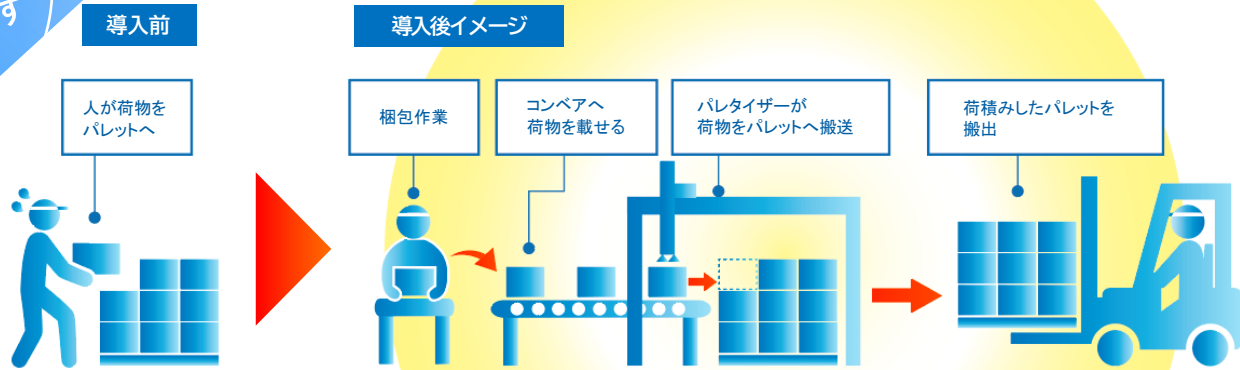 す
導入前
導入後イメージ
人が荷物を
パレットへ
梱包作業
コンベアへ
荷物を載せる
パレタイザーが
荷物をパレットへ搬送
荷積みしたパレットを
搬出